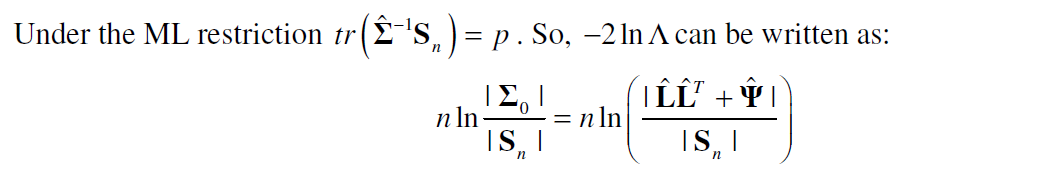 Under the ML restriction tr(Σ̂⁻¹Sₙ) = p. So, −2 ln Λ can be written as:
n ln |Σ₀| / |Sₙ| = n ln( |L̂L̂ᵀ + Ψ̂| / |Sₙ| )